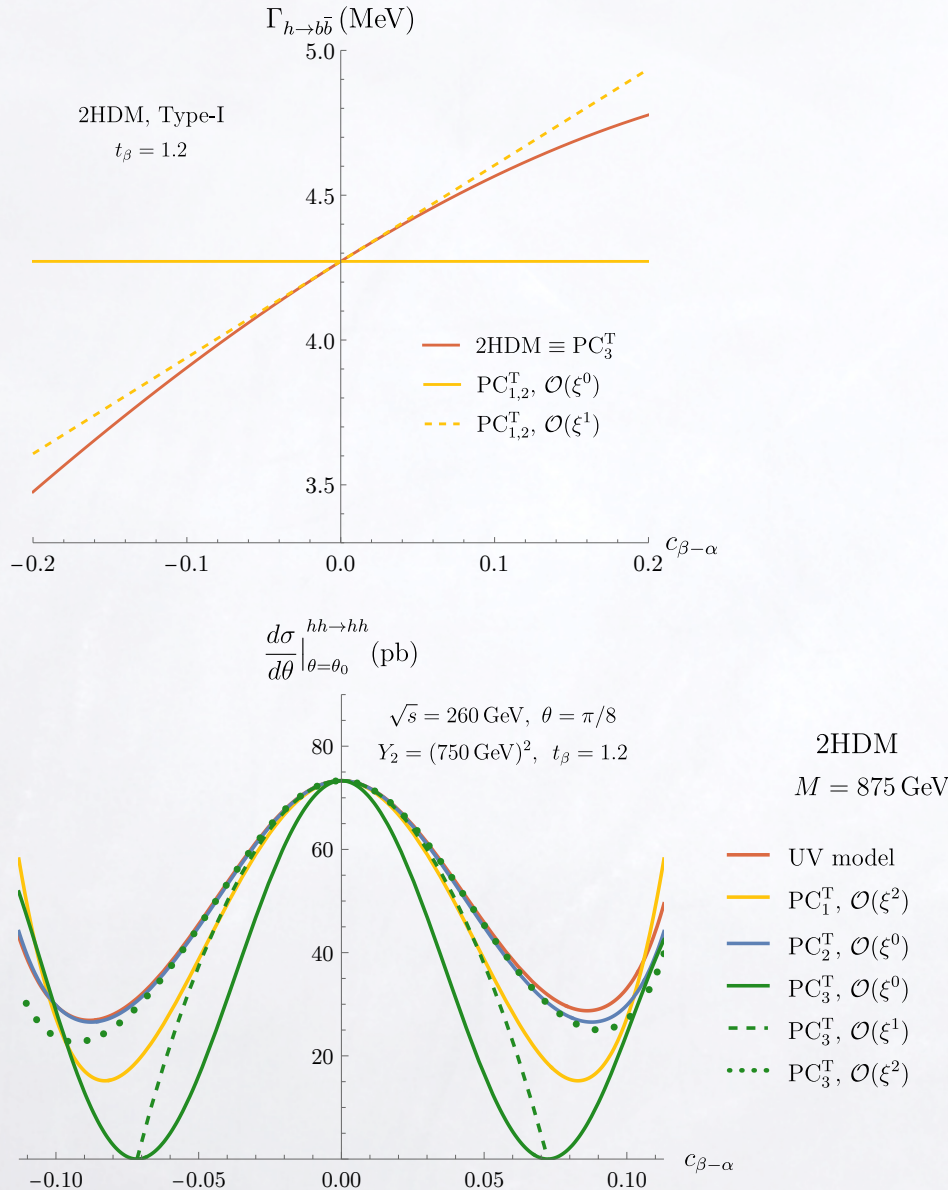 Γ_{h→bb̄} (MeV)
5.0
2HDM, Type-I
t_β = 1.2
4.5
4.0
2HDM ≡ PC_3^T
PC_{1,2}^T, 𝒪(ξ^0)
PC_{1,2}^T, 𝒪(ξ^1)
3.5
−0.2 −0.1 0.0 0.1 0.2 c_{β−α}
dσ/dθ|_{θ=θ_0}^{hh→hh} (pb)
√s = 260 GeV, θ = π/8
Y_2 = (750 GeV)^2, t_β = 1.2
80
60
40
20
2HDM
M = 875 GeV
UV model
PC_1^T, 𝒪(ξ^2)
PC_2^T, 𝒪(ξ^0)
PC_3^T, 𝒪(ξ^0)
PC_3^T, 𝒪(ξ^1)
PC_3^T, 𝒪(ξ^2)
−0.10 −0.05 0.00 0.05 0.10 c_{β−α}